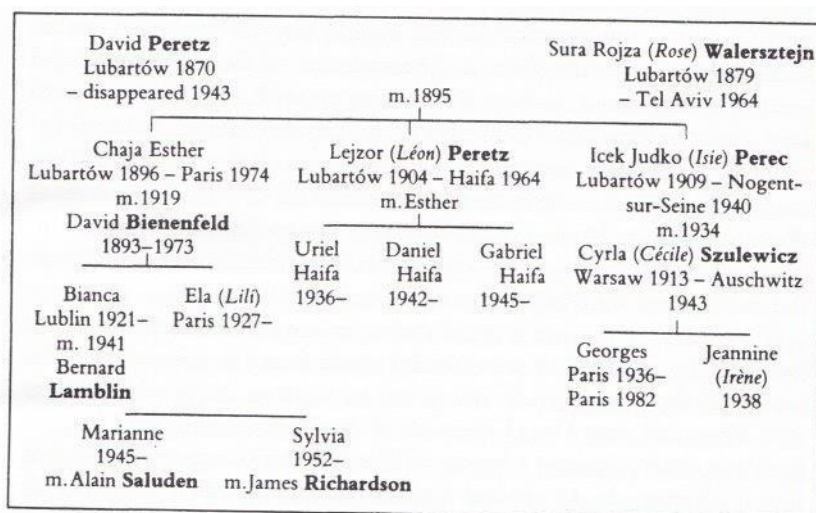 David Peretz
Lubartów 1870
– disappeared 1943
Sura Rojza (Rose) Walersztejn
Lubartów 1879
– Tel Aviv 1964
m.1895
Chaja Esther
Lubartów 1896 – Paris 1974
m.1919
David Bienenfeld
1893–1973
Lejzor (Léon) Peretz
Lubartów 1904 – Haifa 1964
m.Esther
Icek Judko (Isie) Perec
Lubartów 1909 – Nogent-
sur-Seine 1940
m.1934
Cyrla (Cécile) Szulewicz
Warsaw 1913 – Auschwitz
1943
Bianca
Lublin 1921–
m. 1941
Bernard
Lamblin
Ela (Lili)
Paris 1927–
Uriel
Haifa
1936–
Daniel
Haifa
1942–
Gabriel
Haifa
1945–
Georges
Paris 1936–
Paris 1982
Jeannine
(Irène)
1938
Marianne
1945–
m.Alain Saluden
Sylvia
1952–
m.James Richardson